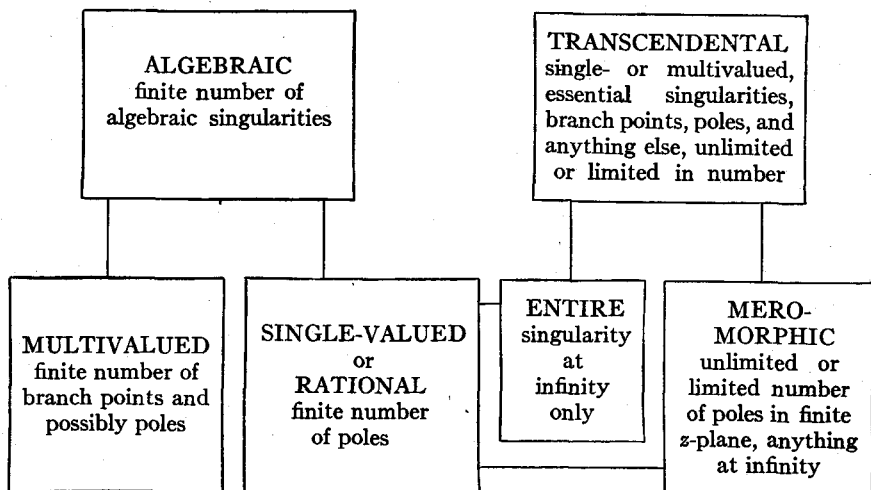 ALGEBRAIC
finite number of
algebraic singularities
TRANSCENDENTAL
single- or multivalued,
essential singularities,
branch points, poles, and
anything else, unlimited
or limited in number
MULTIVALUED
finite number of
branch points and
possibly poles
SINGLE-VALUED
or
RATIONAL
finite number
of poles
ENTIRE
singularity
at
infinity
only
MERO-
MORPHIC
unlimited or
limited number
of poles in finite
z-plane, anything
at infinity